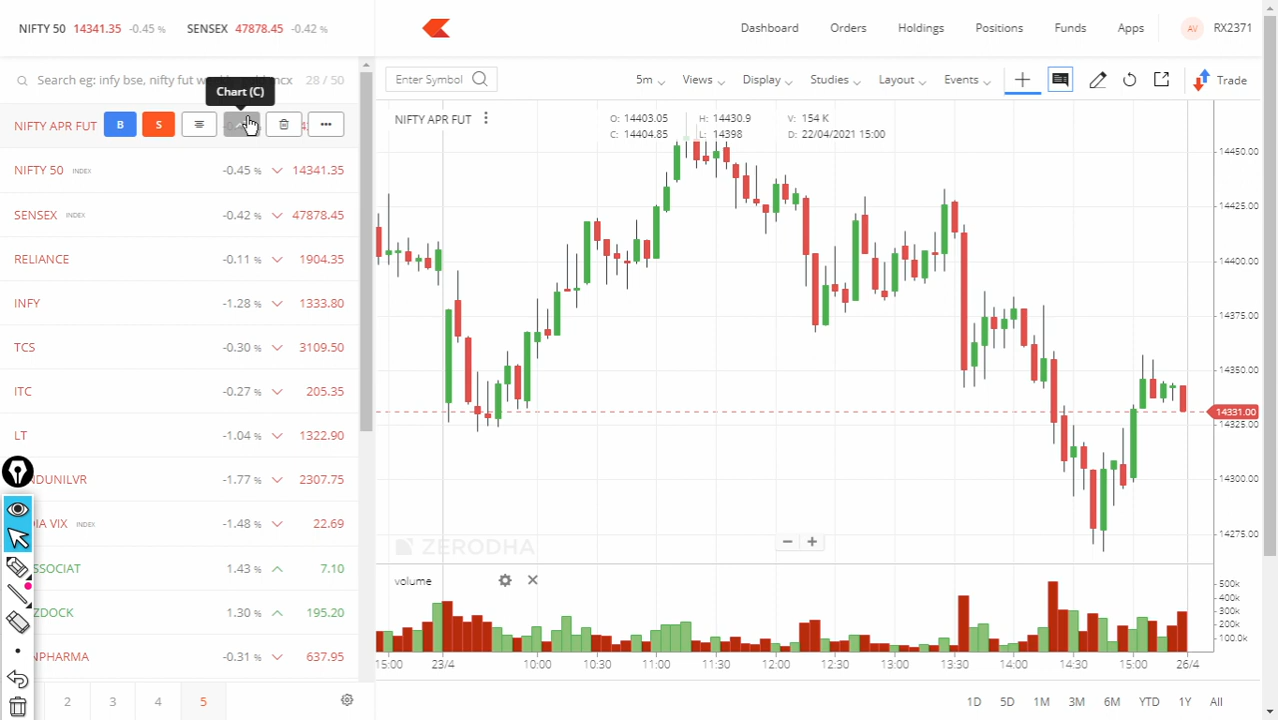 NIFTY 50 14341.35 -0.45 % SENSEX 47878.45 -0.42 %
Dashboard Orders Holdings Positions Funds Apps AV RX2371
Search eg: infy bse, nifty fut 28 / 50
Chart (C)
NIFTY APR FUT B S
NIFTY 50 INDEX -0.45 % 14341.35
SENSEX INDEX -0.42 % 47878.45
RELIANCE -0.11 % 1904.35
INFY -1.28 % 1333.80
TCS -0.30 % 3109.50
ITC -0.27 % 205.35
LT -1.04 % 1322.90
NDUNILVR -1.77 % 2307.75
DIA VIX INDEX -1.48 % 22.69
SSOCIAT 1.43 % 7.10
ZDOCK 1.30 % 195.20
NPHARMA -0.31 % 637.95
2 3 4 5
Enter Symbol 5m Views Display Studies Layout Events Trade
NIFTY APR FUT O: 14403.05 H: 14430.9 V: 154 K
C: 14404.85 L: 14398 D: 22/04/2021 15:00
14450.00
14425.00
14400.00
14375.00
14350.00
14331.00
14325.00
14300.00
14275.00
ZERODHA
volume
500k
400k
300k
200k
100.0k
15:00 23/4 10:00 10:30 11:00 11:30 12:00 12:30 13:00 13:30 14:00 14:30 15:00 26/4
1D 5D 1M 3M 6M YTD 1Y All